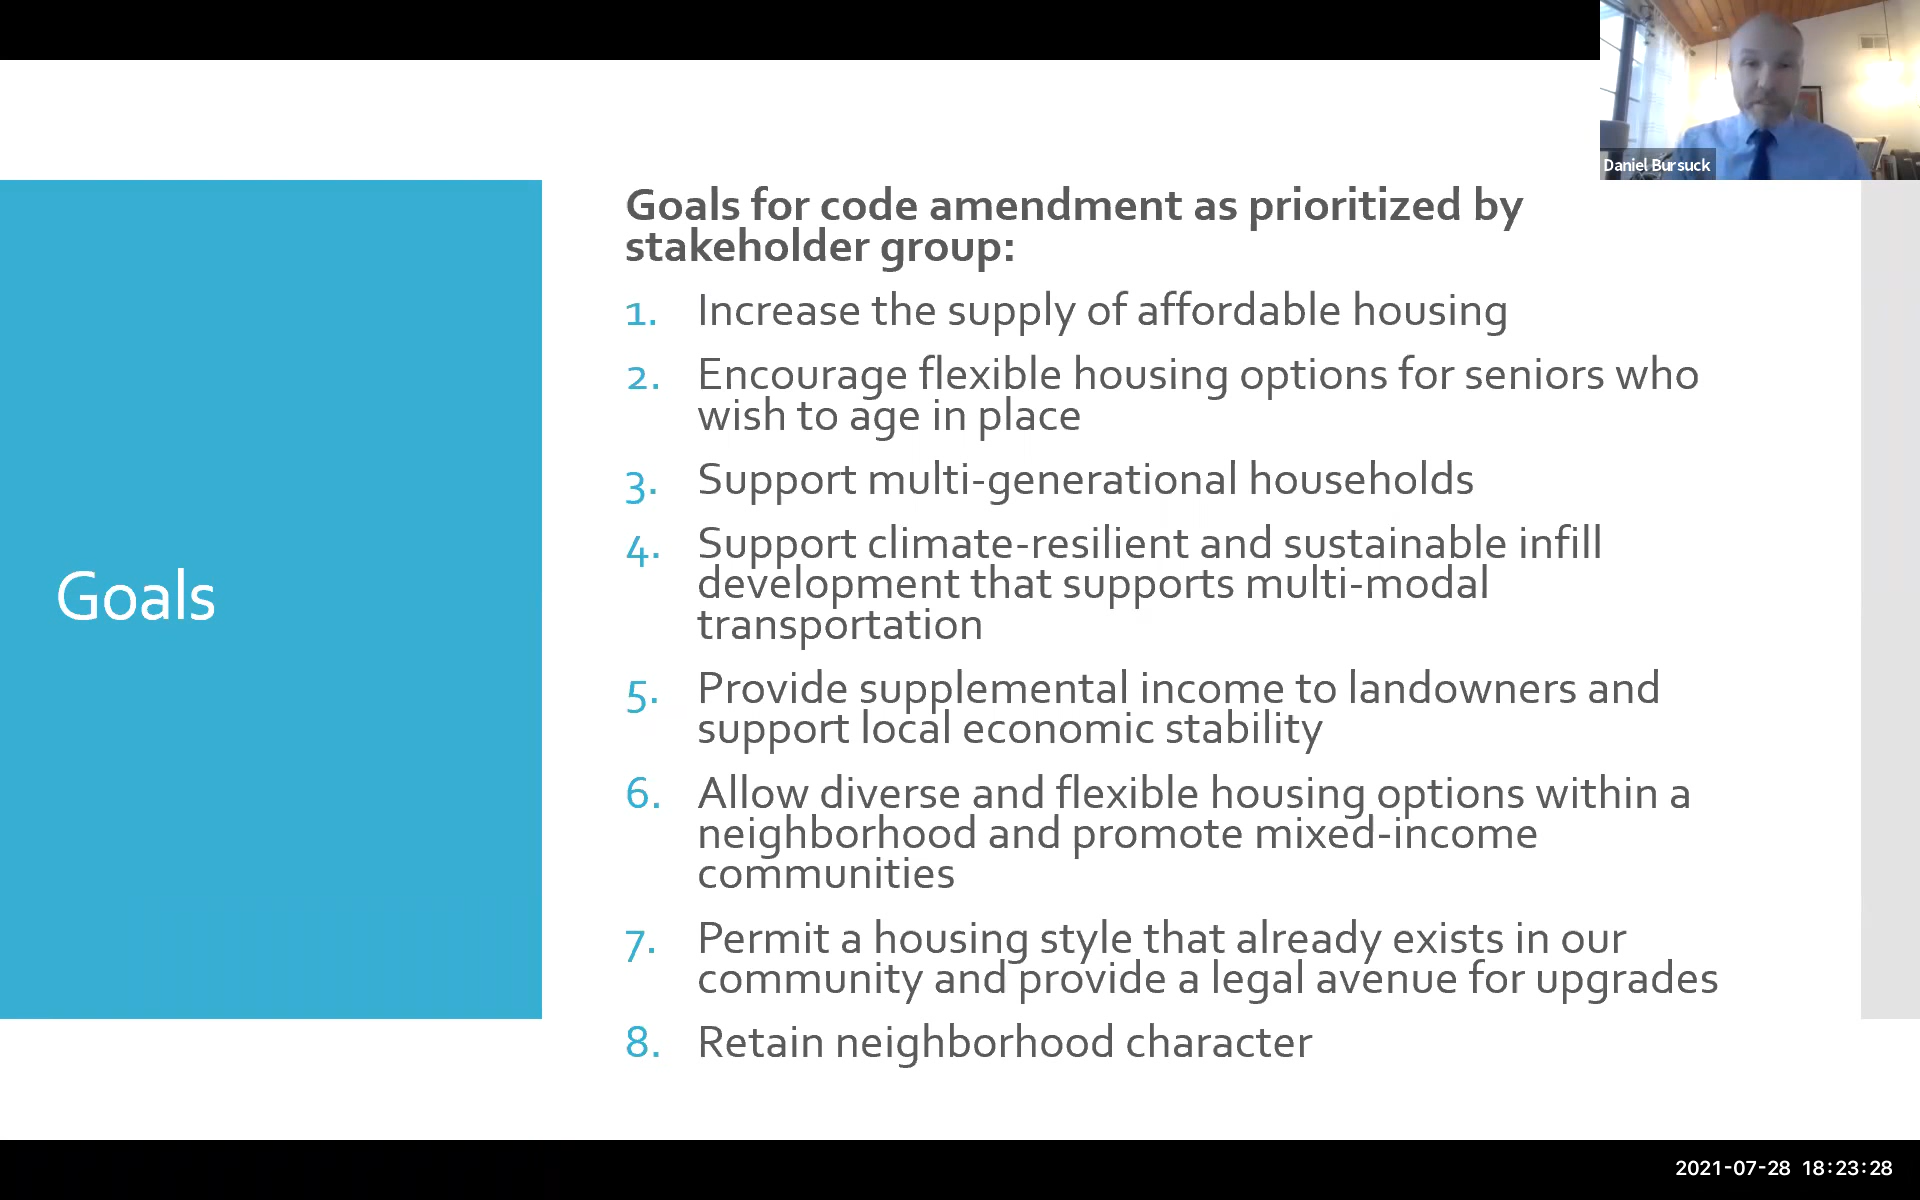 Daniel Bursuck
Goals
Goals for code amendment as prioritized by
stakeholder group:
1. Increase the supply of affordable housing
2. Encourage flexible housing options for seniors who
wish to age in place
3. Support multi-generational households
4. Support climate-resilient and sustainable infill
development that supports multi-modal
transportation
5. Provide supplemental income to landowners and
support local economic stability
6. Allow diverse and flexible housing options within a
neighborhood and promote mixed-income
communities
7. Permit a housing style that already exists in our
community and provide a legal avenue for upgrades
8. Retain neighborhood character
2021-07-28 18:23:28